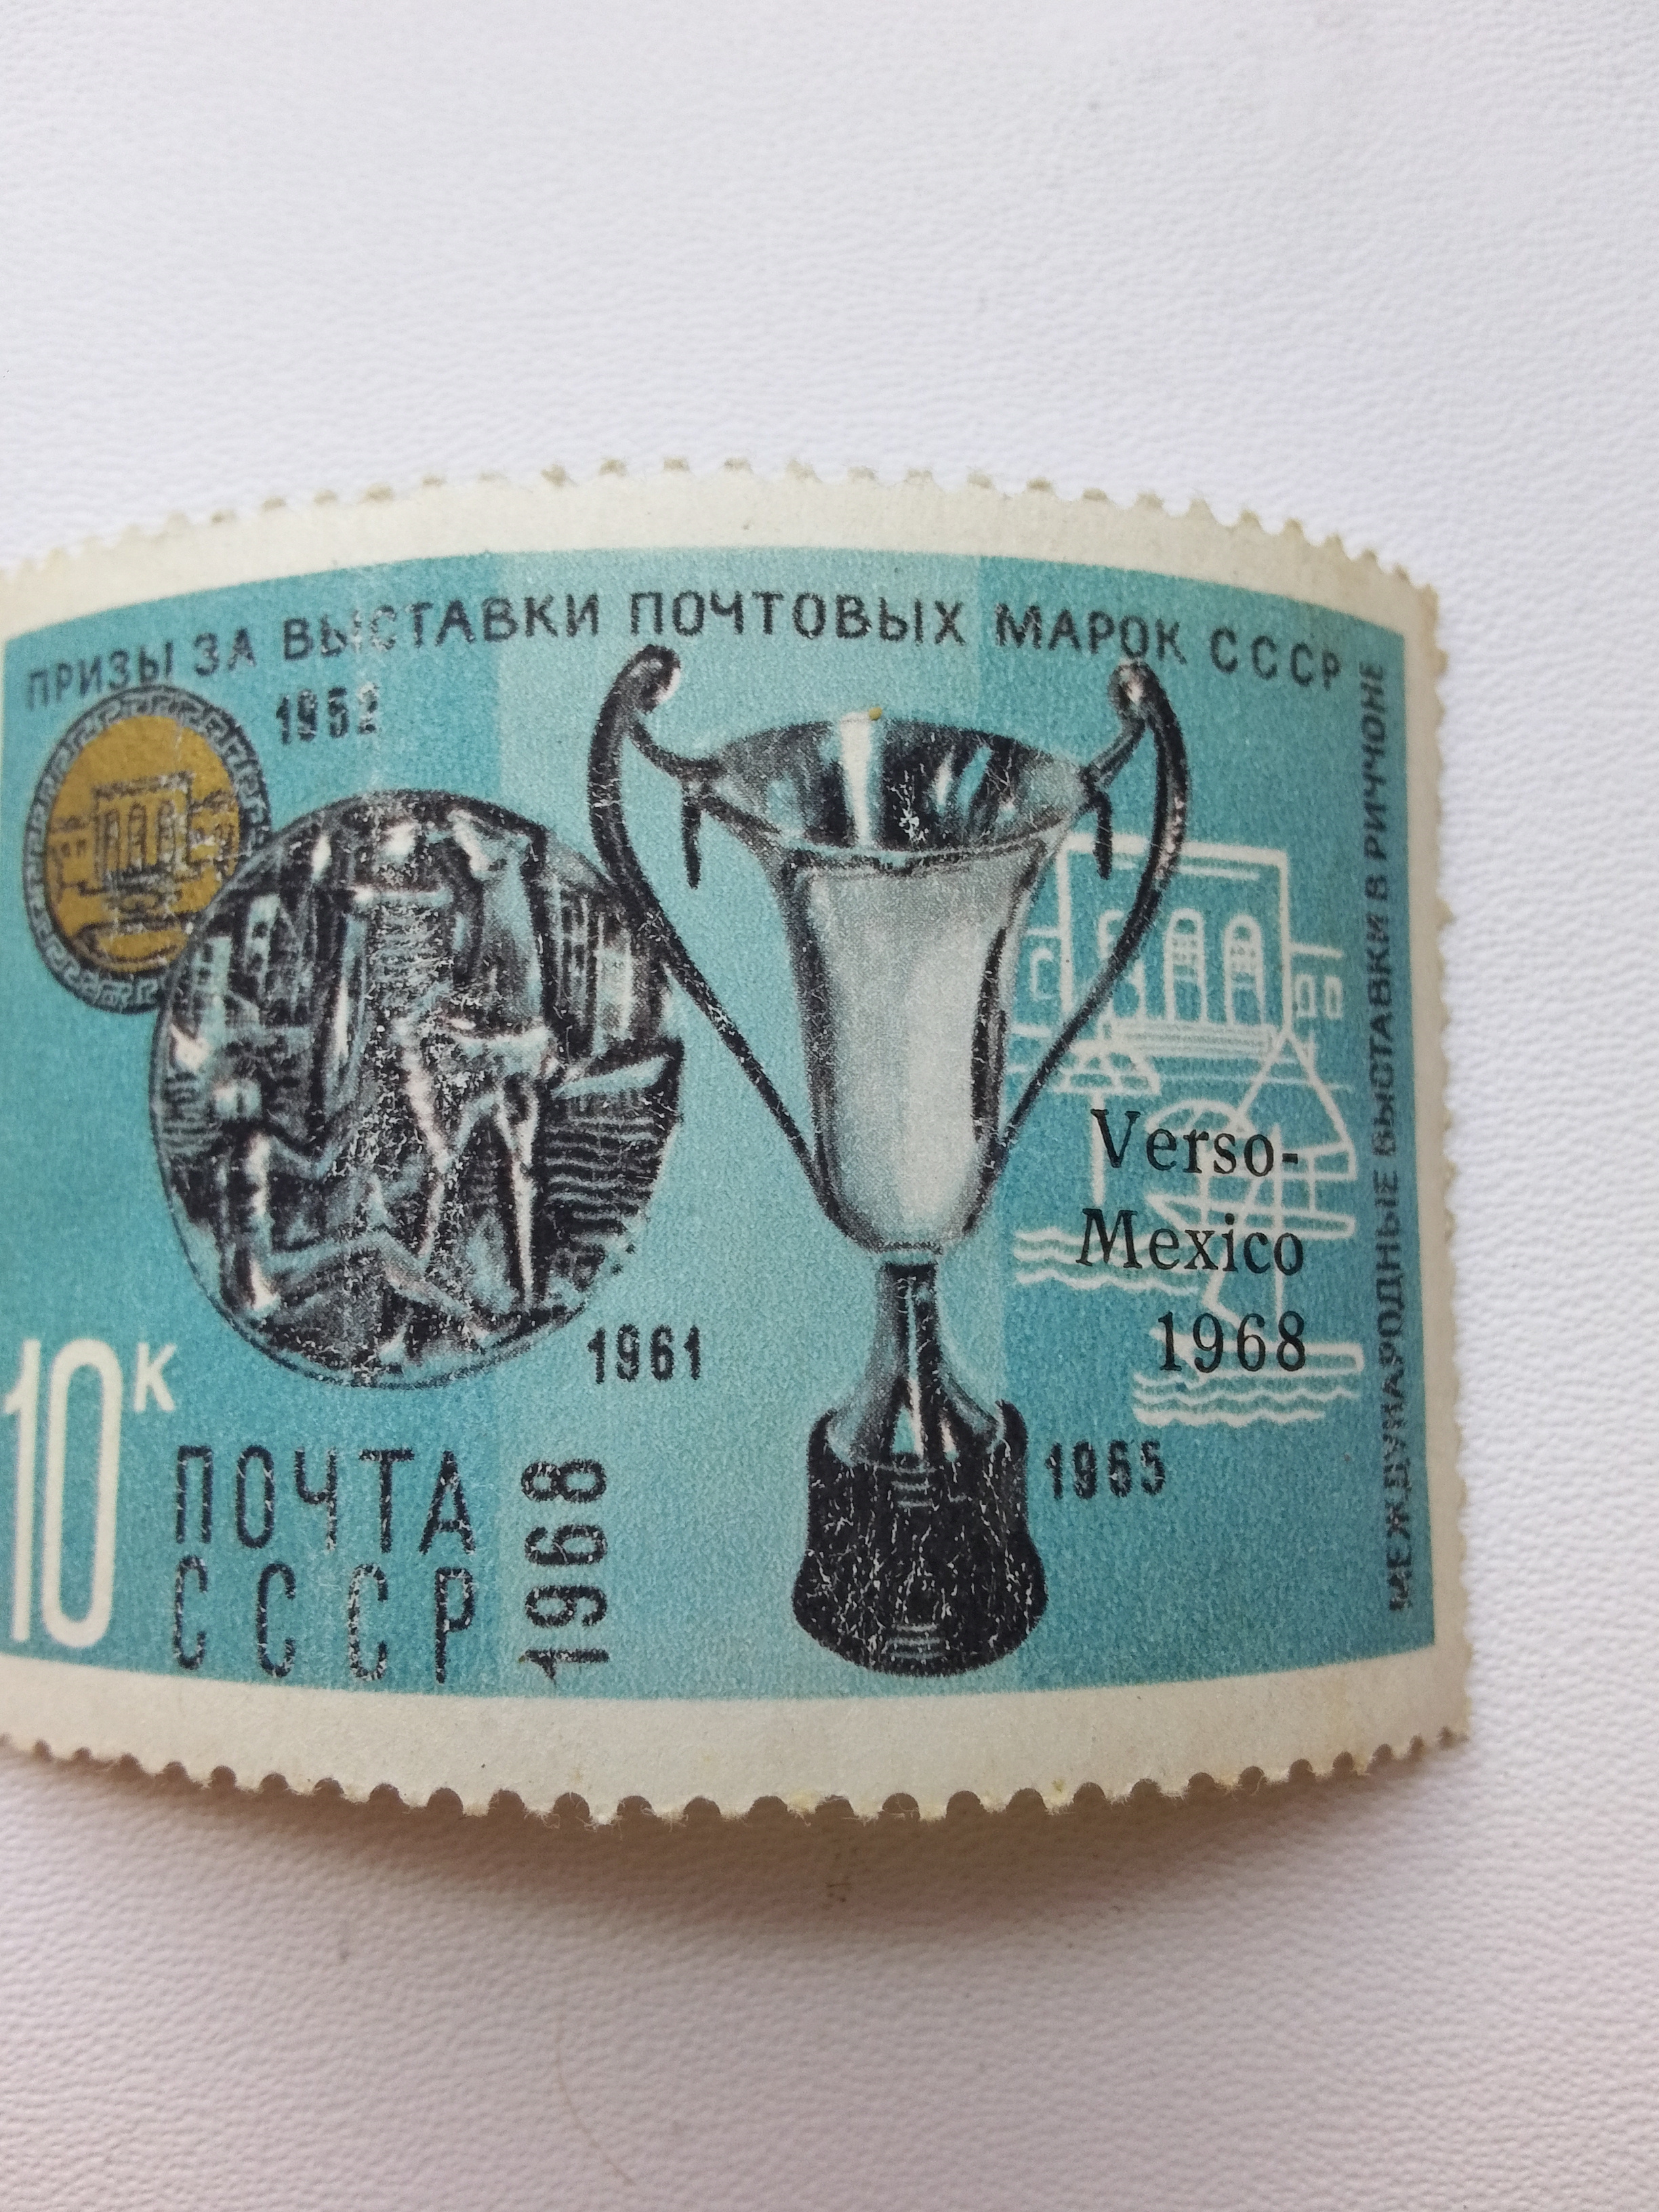 ПРИЗЫ ЗА ВЫСТАВКИ ПОЧТОВЫХ МАРОК СССР
1952
МЕЖДУНАРОДНЫЕ ВЫСТАВКИ В РИЧЧОНЕ
Verso-
Mexico
1968
1961
10к
ПОЧТА
СССР
1968
1965